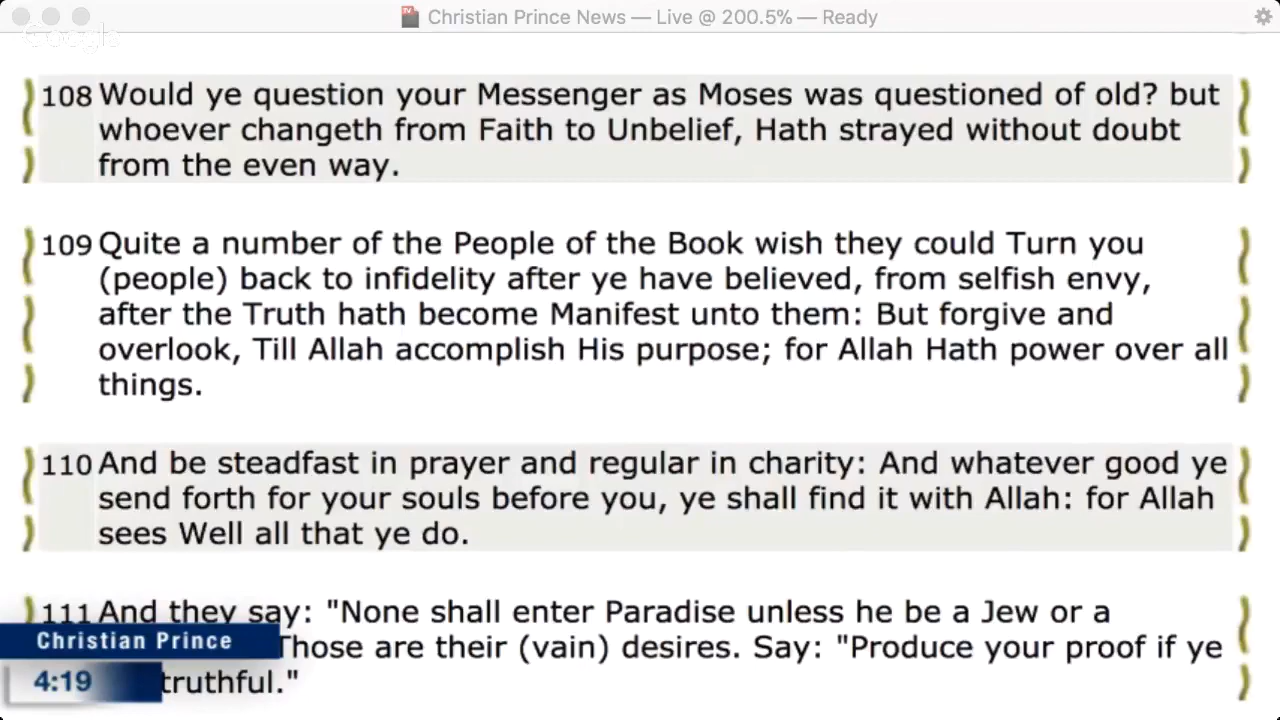 Christian Prince News — Live @ 200.5% — Ready
Google
108 Would ye question your Messenger as Moses was questioned of old? but
whoever changeth from Faith to Unbelief, Hath strayed without doubt
from the even way.
109 Quite a number of the People of the Book wish they could Turn you
(people) back to infidelity after ye have believed, from selfish envy,
after the Truth hath become Manifest unto them: But forgive and
overlook, Till Allah accomplish His purpose; for Allah Hath power over all
things.
110 And be steadfast in prayer and regular in charity: And whatever good ye
send forth for your souls before you, ye shall find it with Allah: for Allah
sees Well all that ye do.
111 And they say: "None shall enter Paradise unless he be a Jew or a
Those are their (vain) desires. Say: "Produce your proof if ye
truthful."
Christian Prince
4:19